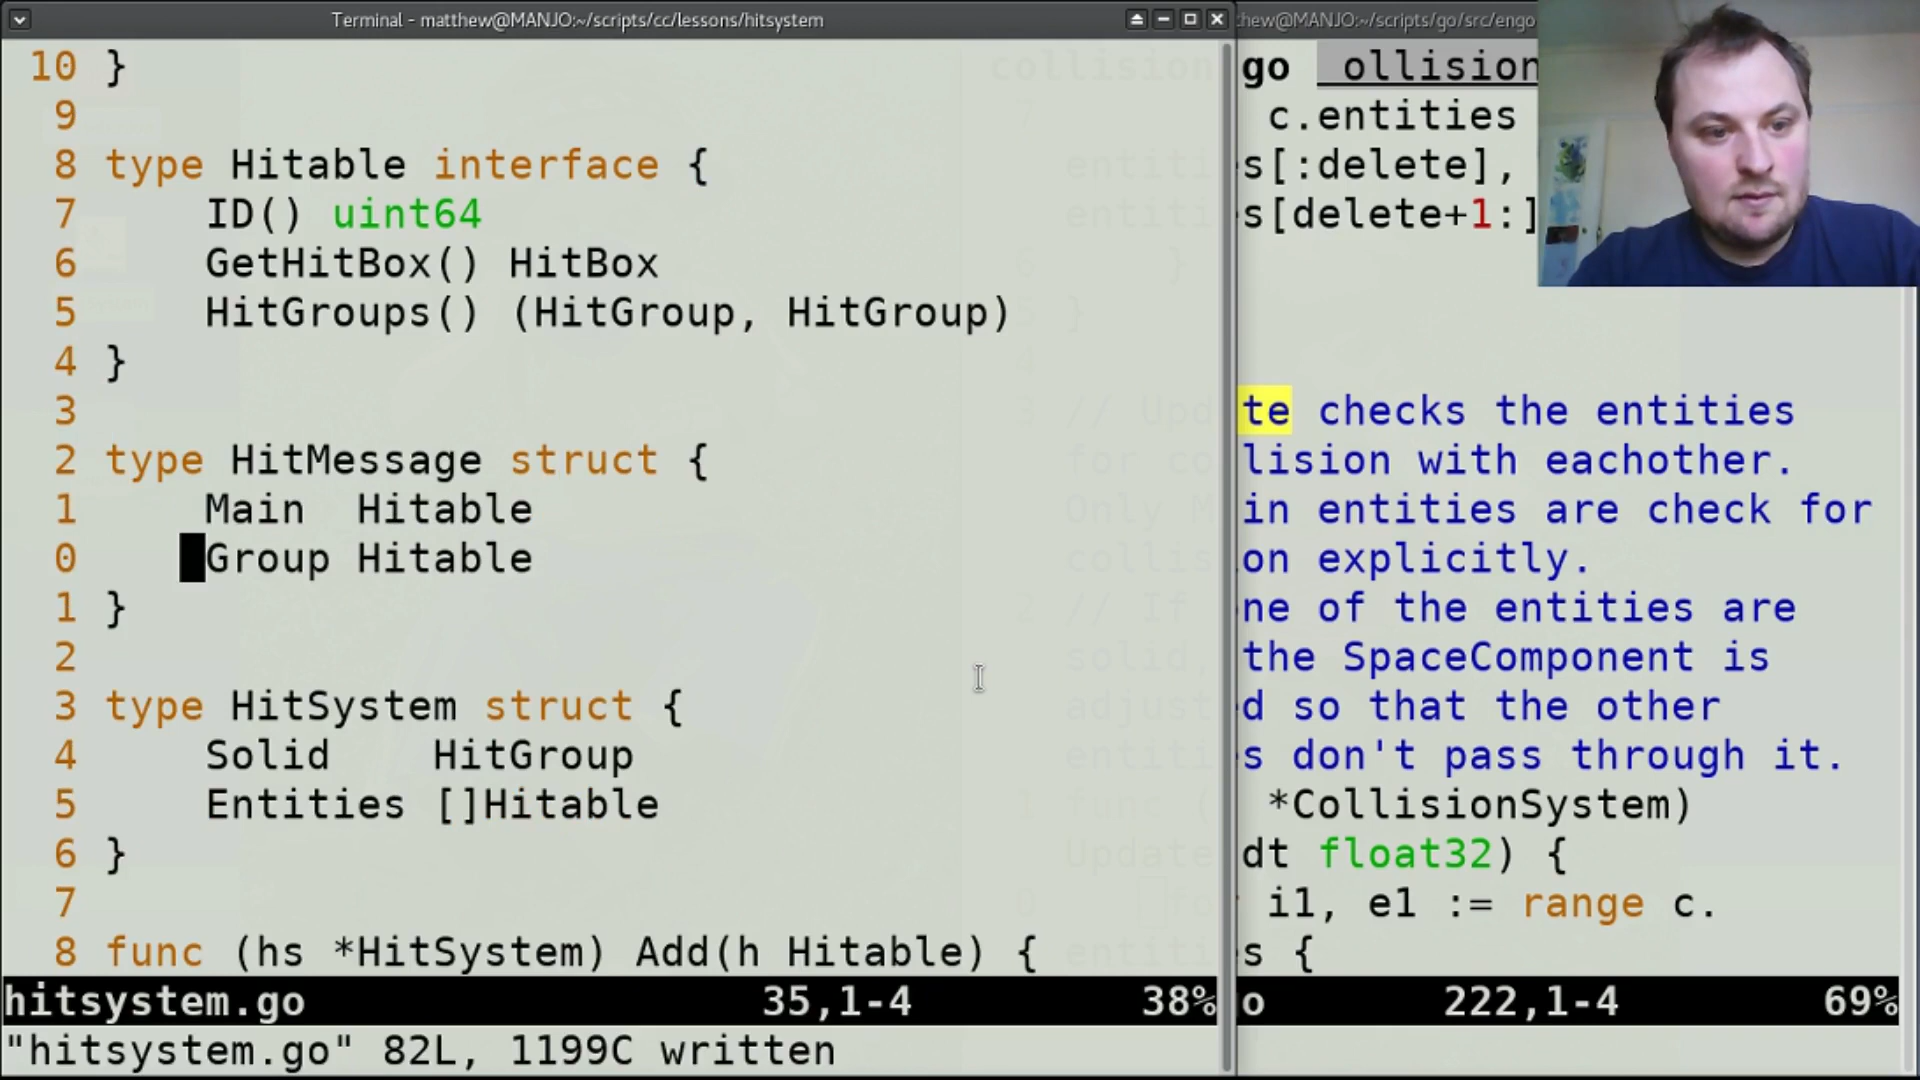 Terminal - matthew@MANJO:~/scripts/cc/lessons/hitsystem
10 }
9
8 type Hitable interface {
7 ID() uint64
6 GetHitBox() HitBox
5 HitGroups() (HitGroup, HitGroup)
4 }
3
2 type HitMessage struct {
1 Main Hitable
0 Group Hitable
1 }
2
3 type HitSystem struct {
4 Solid HitGroup
5 Entities []Hitable
6 }
7
8 func (hs *HitSystem) Add(h Hitable) {
hitsystem.go 35,1-4 38%
"hitsystem.go" 82L, 1199C written
hew@MANJO:~/scripts/go/src/engo
go ollision
c.entities
s[:delete],
s[delete+1:]
te checks the entities
lision with eachother.
in entities are check for
on explicitly.
ne of the entities are
the SpaceComponent is
d so that the other
s don't pass through it.
*CollisionSystem)
dt float32) {
i1, e1 := range c.
s {
o 222,1-4 69%